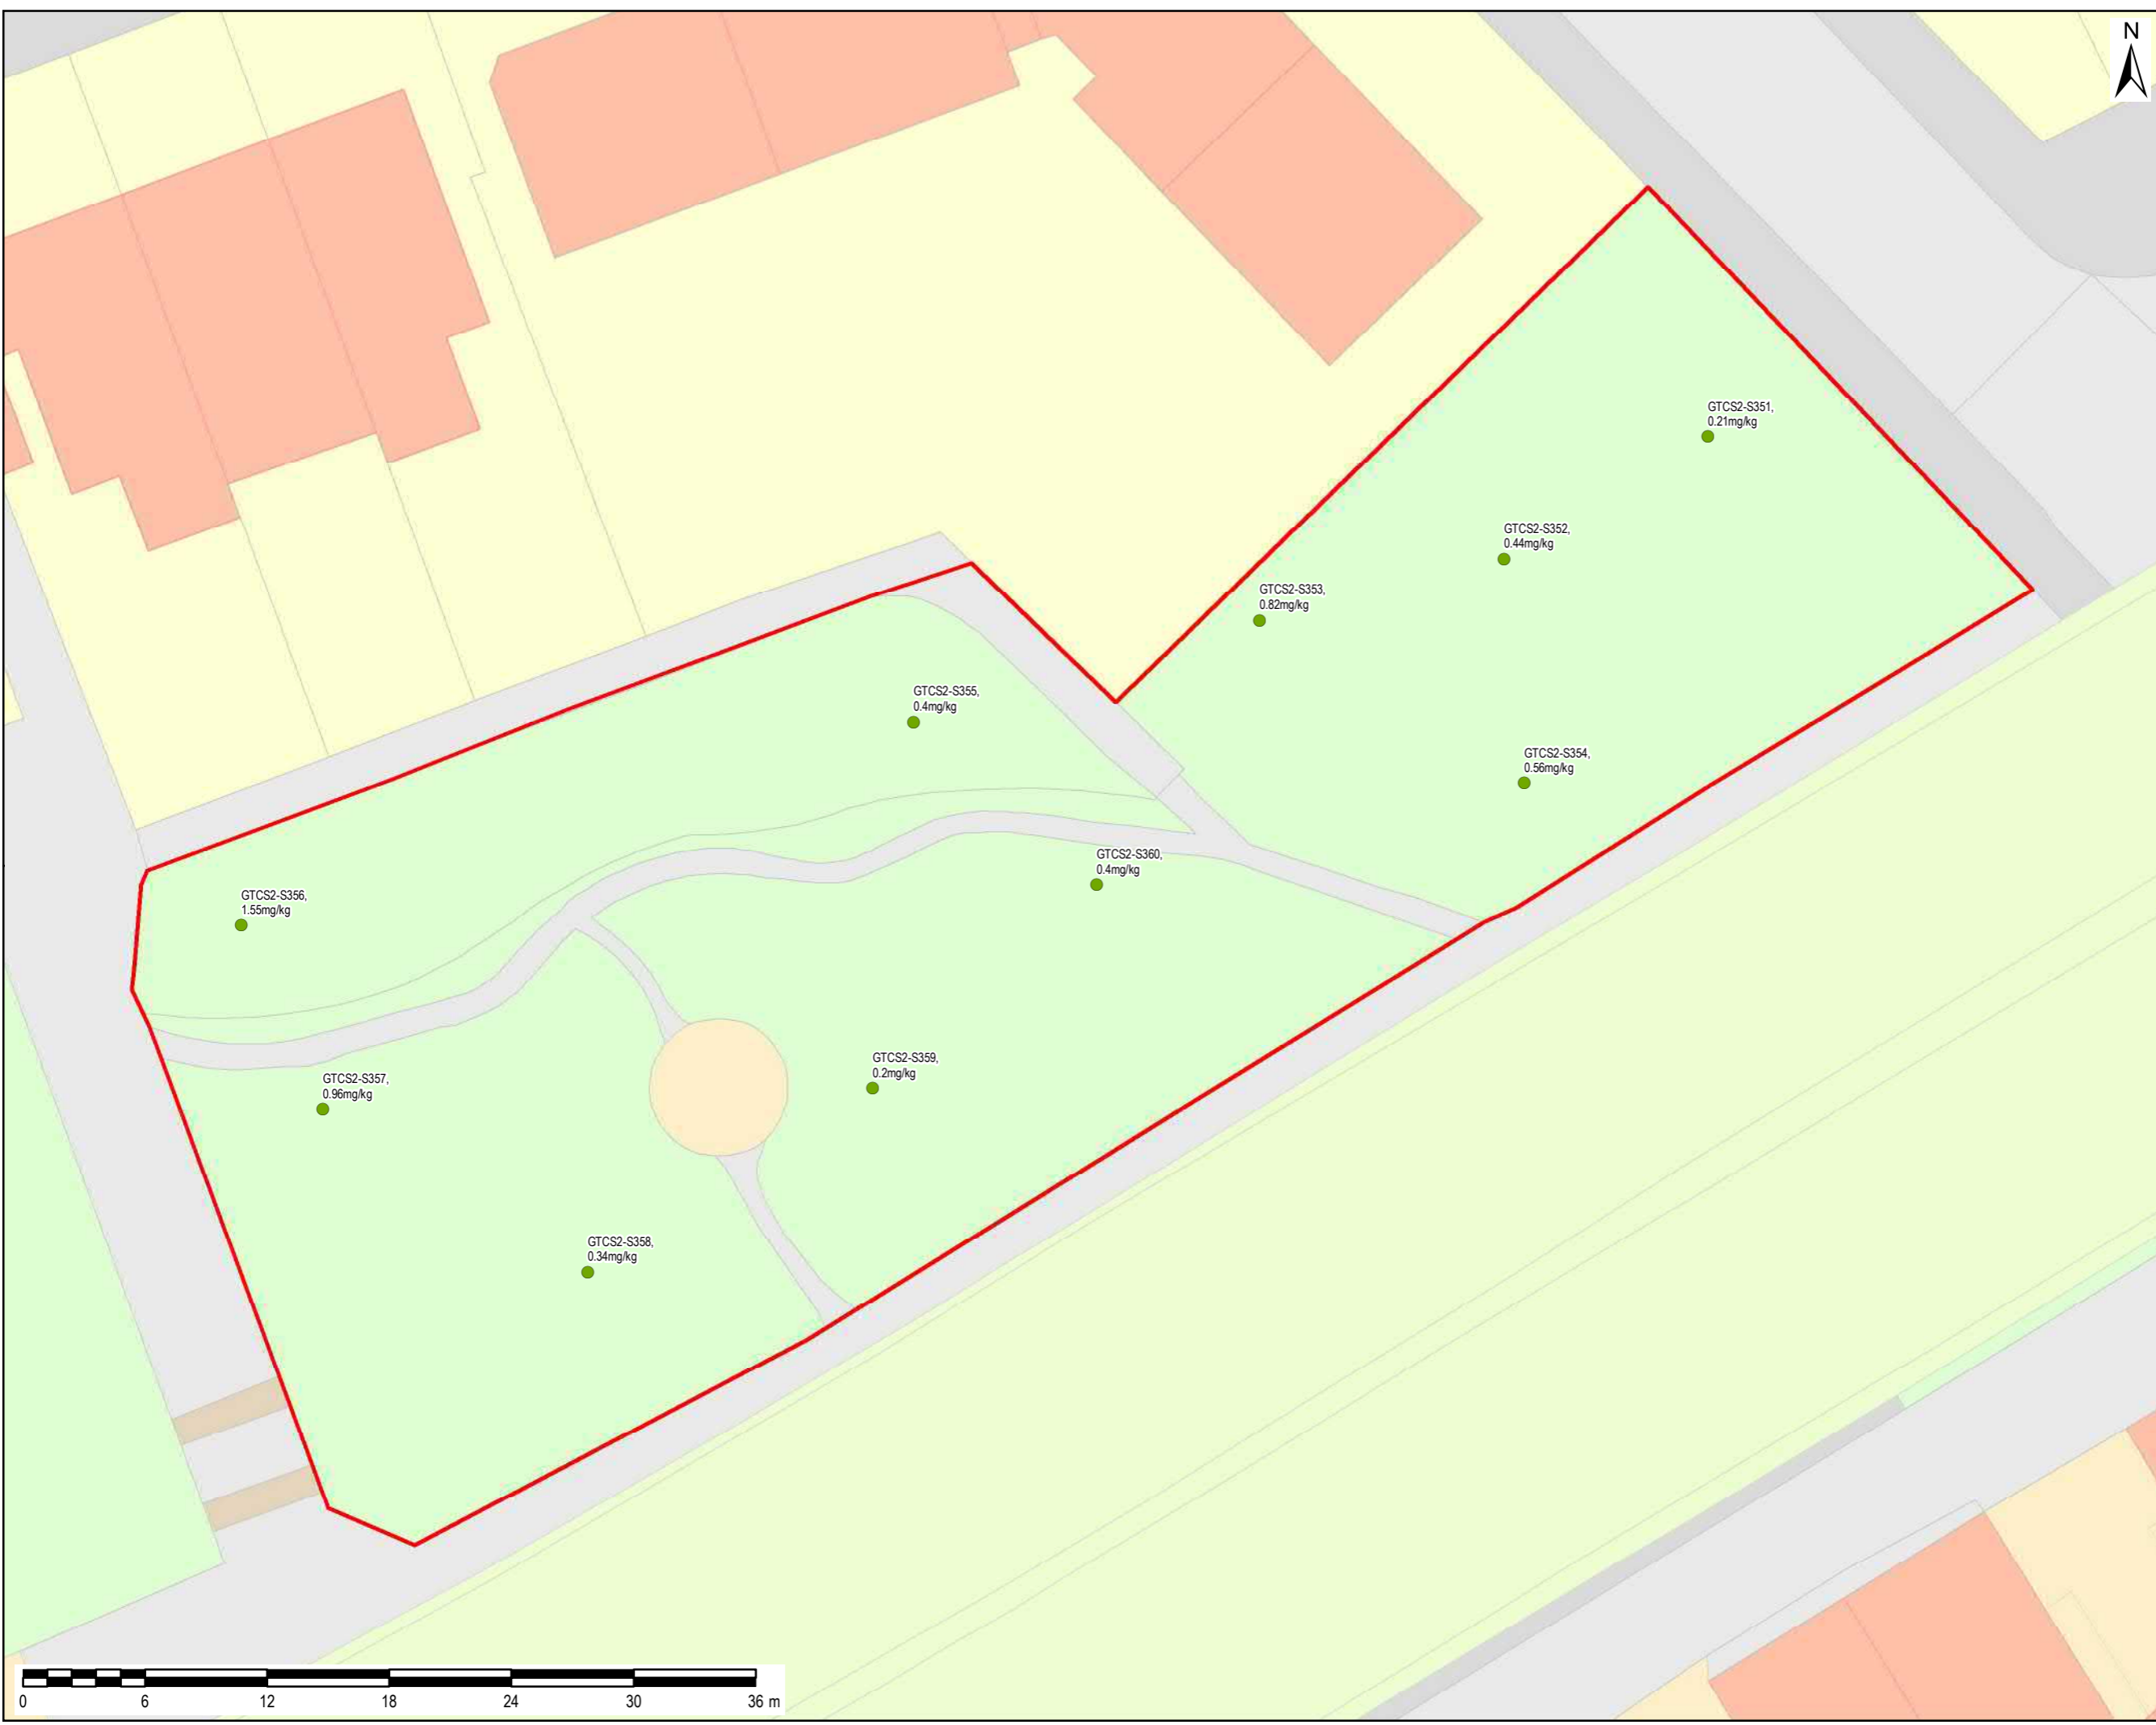 N
GTCS2-S351,
0.21mg/kg
GTCS2-S352,
0.44mg/kg
GTCS2-S353,
0.82mg/kg
GTCS2-S355,
0.4mg/kg
GTCS2-S354,
0.56mg/kg
GTCS2-S360,
0.4mg/kg
GTCS2-S356,
1.55mg/kg
GTCS2-S359,
0.2mg/kg
GTCS2-S357,
0.96mg/kg
GTCS2-S358,
0.34mg/kg
0 6 12 18 24 30 36 m